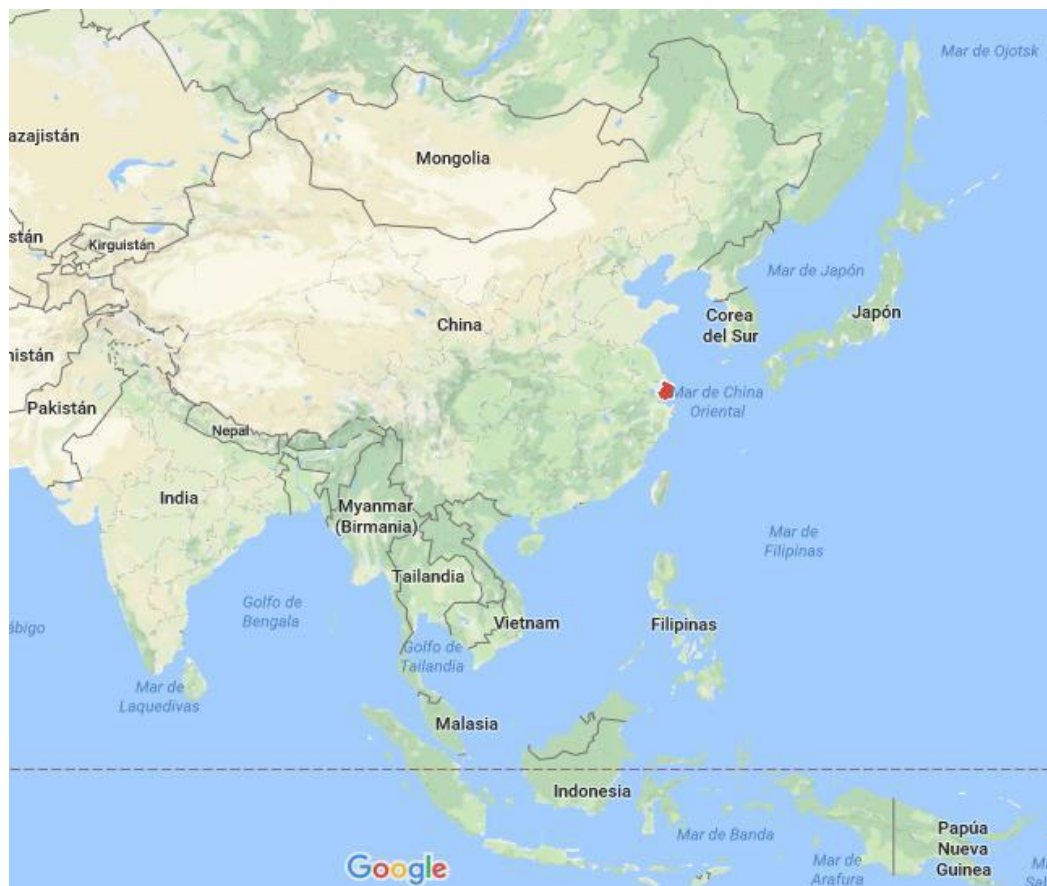 Mar de Ojotsk
azajistán
Mongolia
stán
Kirguistán
Mar de Japón
Corea
del Sur
Japón
China
nistán
Pakistán
Mar de China
Oriental
Nepal
India
Myanmar
(Birmania)
Mar de
Filipinas
Tailandia
Golfo de
Bengala
Vietnam
Filipinas
ábigo
Golfo de
Tailandia
Mar de
Laquedivas
Malasia
Indonesia
Papúa
Nueva
Guinea
Mar de Banda
Mar de
Arafura
Google